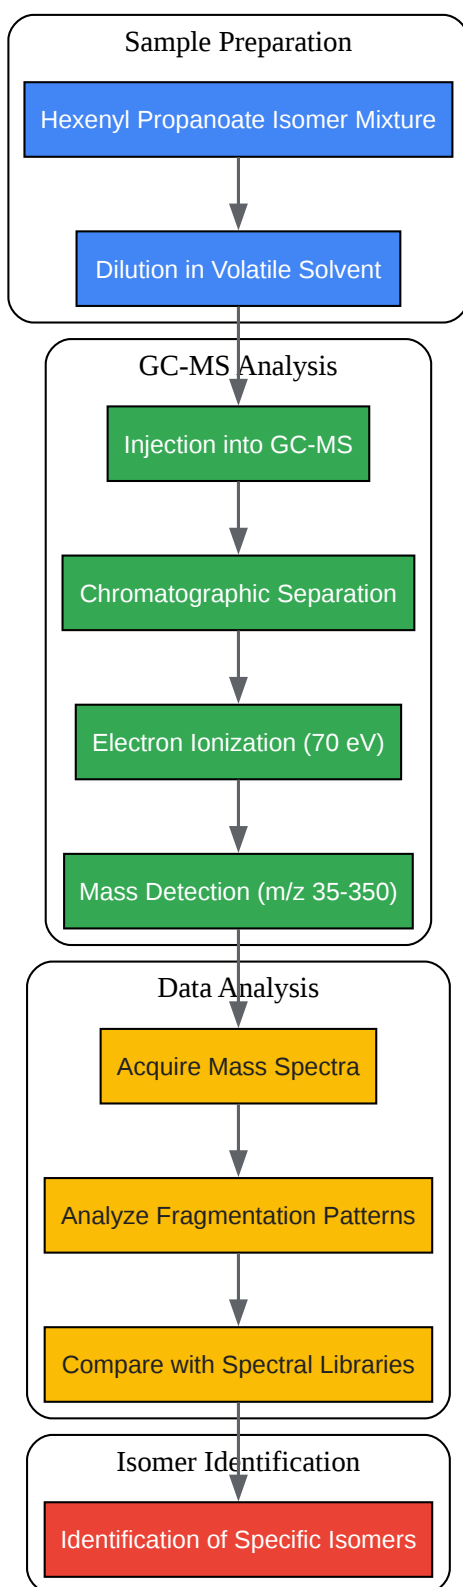 Sample Preparation
Hexenyl Propanoate Isomer Mixture
Dilution in Volatile Solvent
GC-MS Analysis
Injection into GC-MS
Chromatographic Separation
Electron Ionization (70 eV)
Mass Detection (m/z 35-350)
Data Analysis
Acquire Mass Spectra
Analyze Fragmentation Patterns
Compare with Spectral Libraries
Isomer Identification
Identification of Specific Isomers